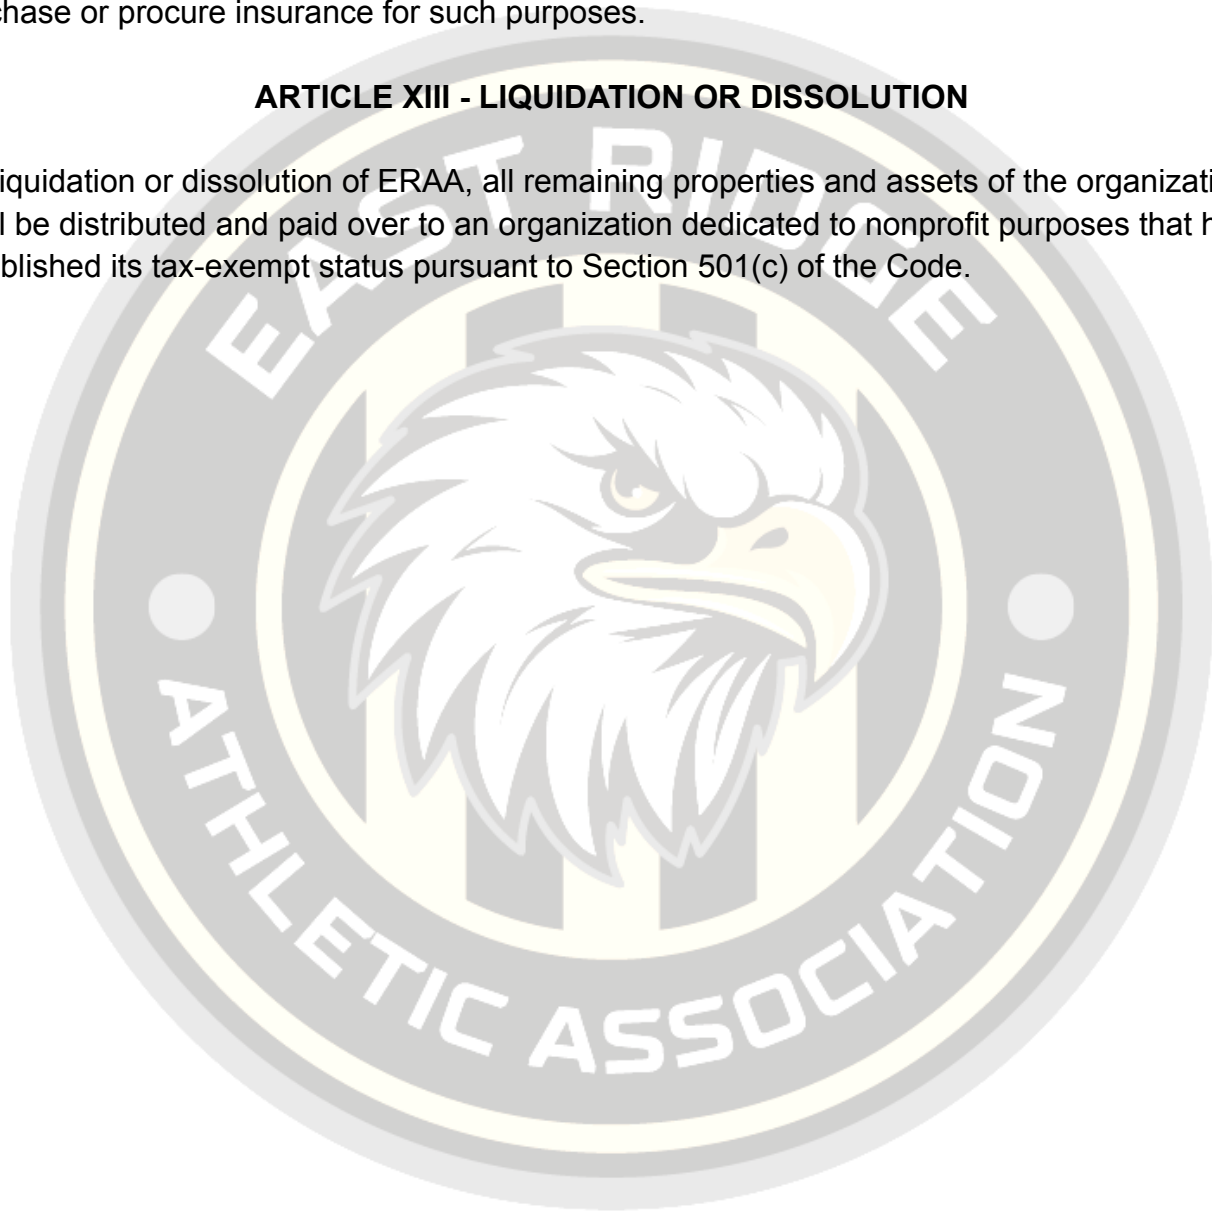 chase or procure insurance for such purposes.
ARTICLE XIII - LIQUIDATION OR DISSOLUTION
iquidation or dissolution of ERAA, all remaining properties and assets of the organizati
l be distributed and paid over to an organization dedicated to nonprofit purposes that h
blished its tax-exempt status pursuant to Section 501(c) of the Code.
EAST RIDGE
ATHLETIC ASSOCIATION